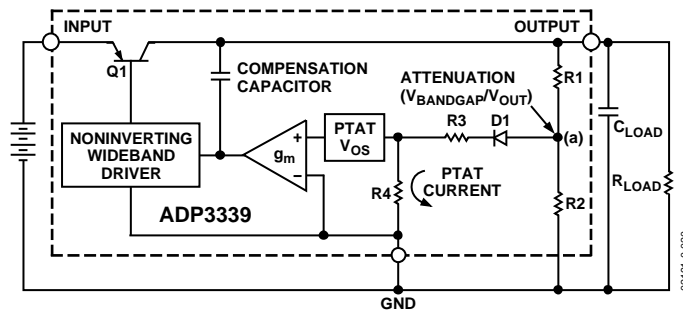 INPUT
OUTPUT
Q1
COMPENSATION
CAPACITOR
ATTENUATION
(VBANDGAP/VOUT)
R1
NONINVERTING
WIDEBAND
DRIVER
gm
+
−
PTAT
VOS
R3
D1
(a)
CLOAD
R4
PTAT
CURRENT
R2
RLOAD
ADP3339
GND